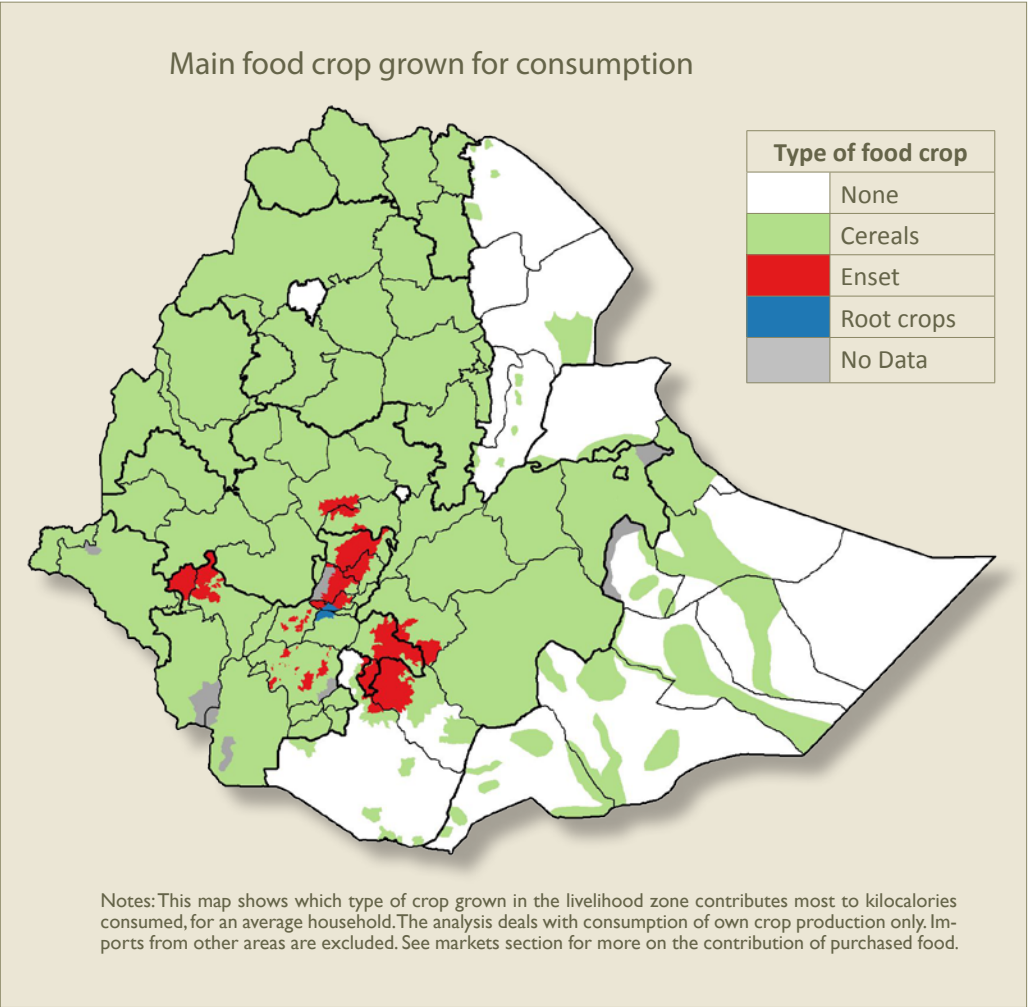 Main food crop grown for consumption
Type of food crop
None
Cereals
Enset
Root crops
No Data
Notes: This map shows which type of crop grown in the livelihood zone contributes most to kilocalories
consumed, for an average household. The analysis deals with consumption of own crop production only. Im-
ports from other areas are excluded. See markets section for more on the contribution of purchased food.